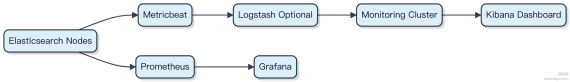 Elasticsearch Nodes
Metricbeat
Logstash Optional
Monitoring Cluster
Kibana Dashboard
Prometheus
Grafana